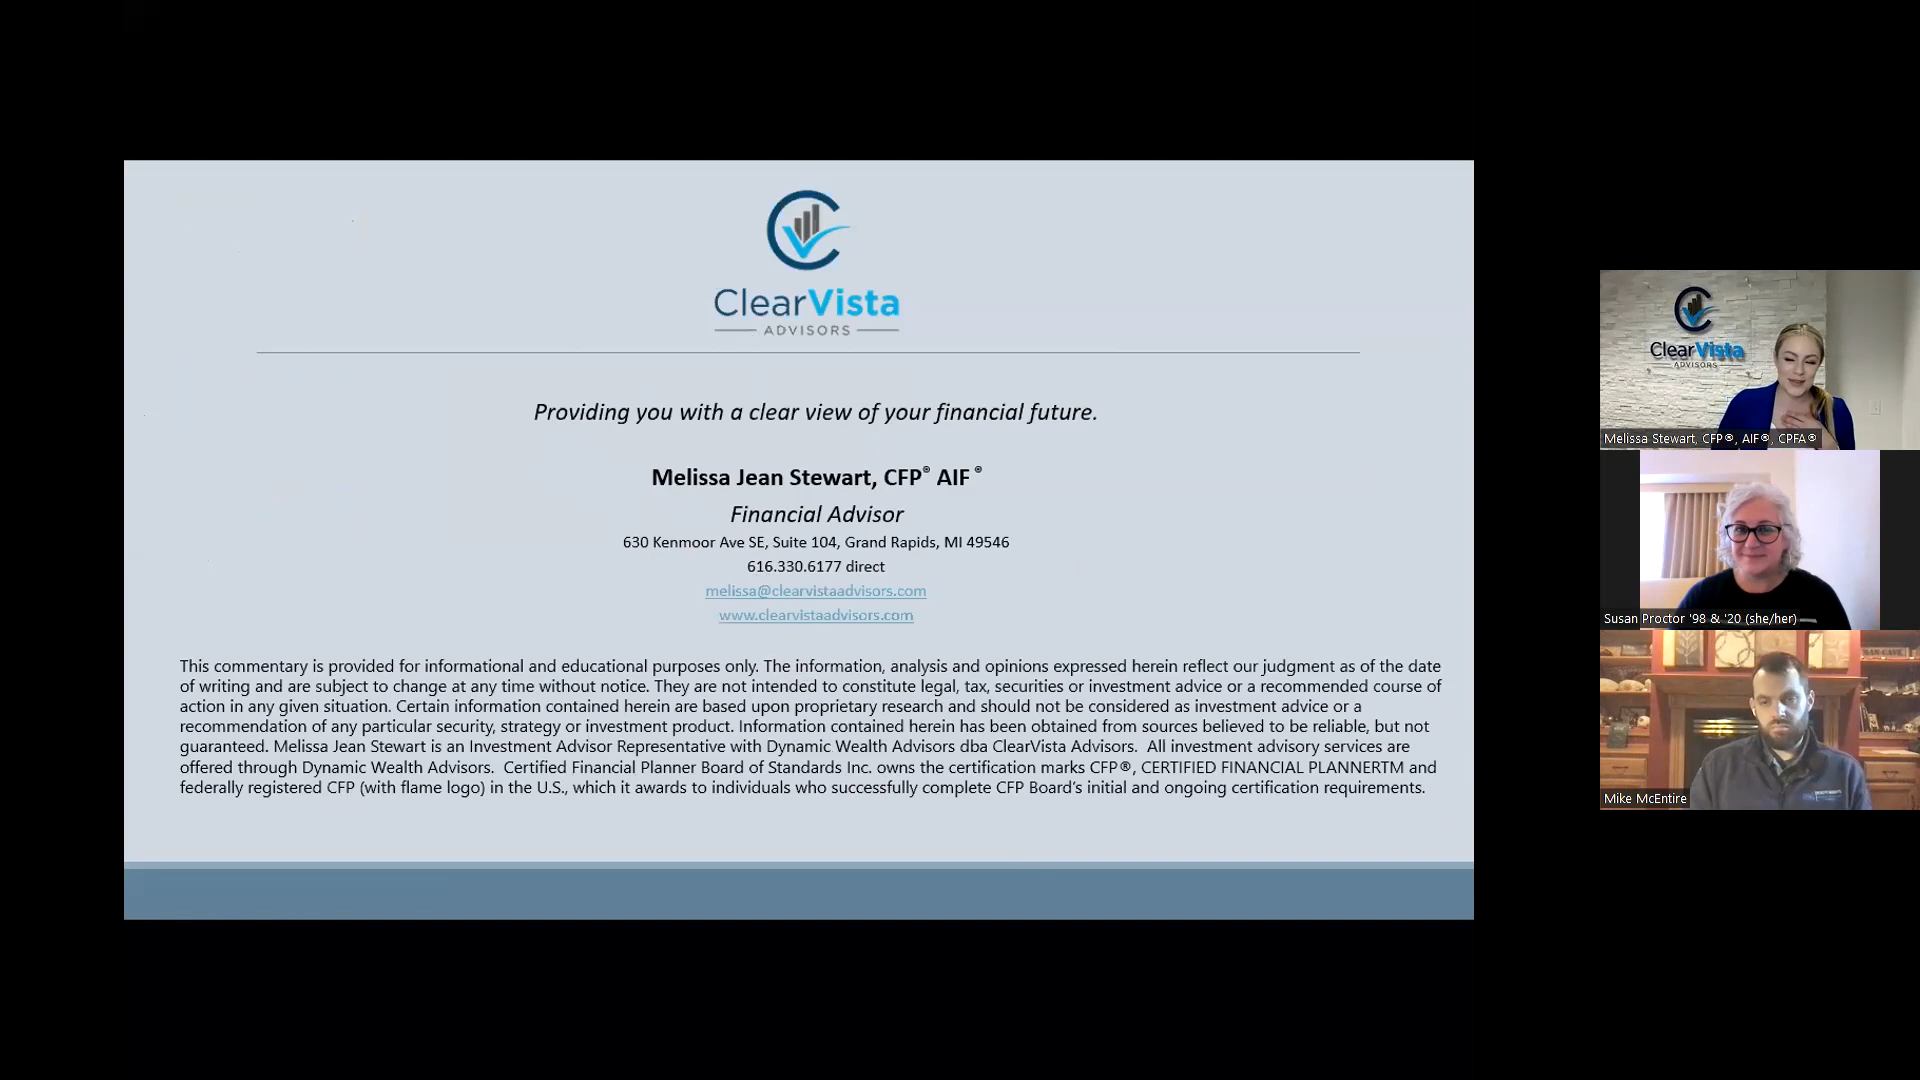 ClearVista
ADVISORS
Providing you with a clear view of your financial future.
Melissa Jean Stewart, CFP® AIF ®
Financial Advisor
630 Kenmoor Ave SE, Suite 104, Grand Rapids, MI 49546
616.330.6177 direct
melissa@clearvistaadvisors.com
www.clearvistaadvisors.com
This commentary is provided for informational and educational purposes only. The information, analysis and opinions expressed herein reflect our judgment as of the date
of writing and are subject to change at any time without notice. They are not intended to constitute legal, tax, securities or investment advice or a recommended course of
action in any given situation. Certain information contained herein are based upon proprietary research and should not be considered as investment advice or a
recommendation of any particular security, strategy or investment product. Information contained herein has been obtained from sources believed to be reliable, but not
guaranteed. Melissa Jean Stewart is an Investment Advisor Representative with Dynamic Wealth Advisors dba ClearVista Advisors.  All investment advisory services are
offered through Dynamic Wealth Advisors.  Certified Financial Planner Board of Standards Inc. owns the certification marks CFP®, CERTIFIED FINANCIAL PLANNERTM and
federally registered CFP (with flame logo) in the U.S., which it awards to individuals who successfully complete CFP Board's initial and ongoing certification requirements.
ClearVista
ADVISORS
Melissa Stewart, CFP®, AIF®, CPFA®
Susan Proctor '98 & '20 (she/her)
Mike McEntire